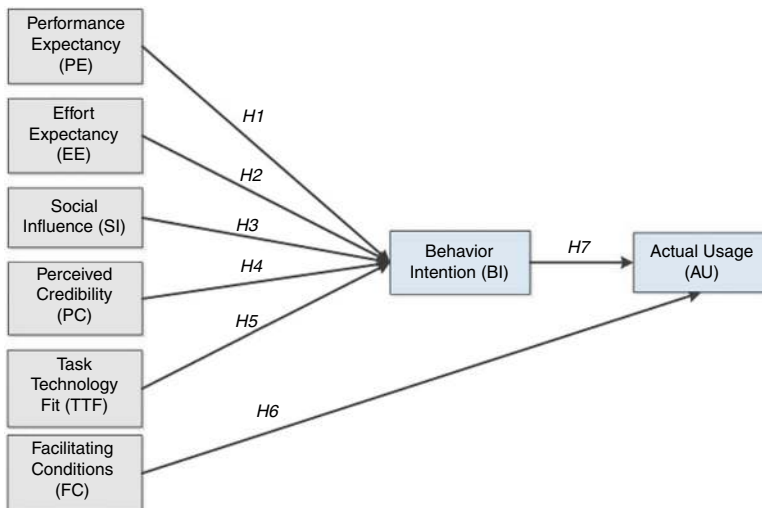 Performance
Expectancy
(PE)
H1
Effort
Expectancy
(EE)
H2
Social
Influence (SI)
H3
Behavior
Intention (BI)
H7
Actual Usage
(AU)
Perceived
Credibility
(PC)
H4
H5
Task
Technology
Fit (TTF)
H6
Facilitating
Conditions
(FC)